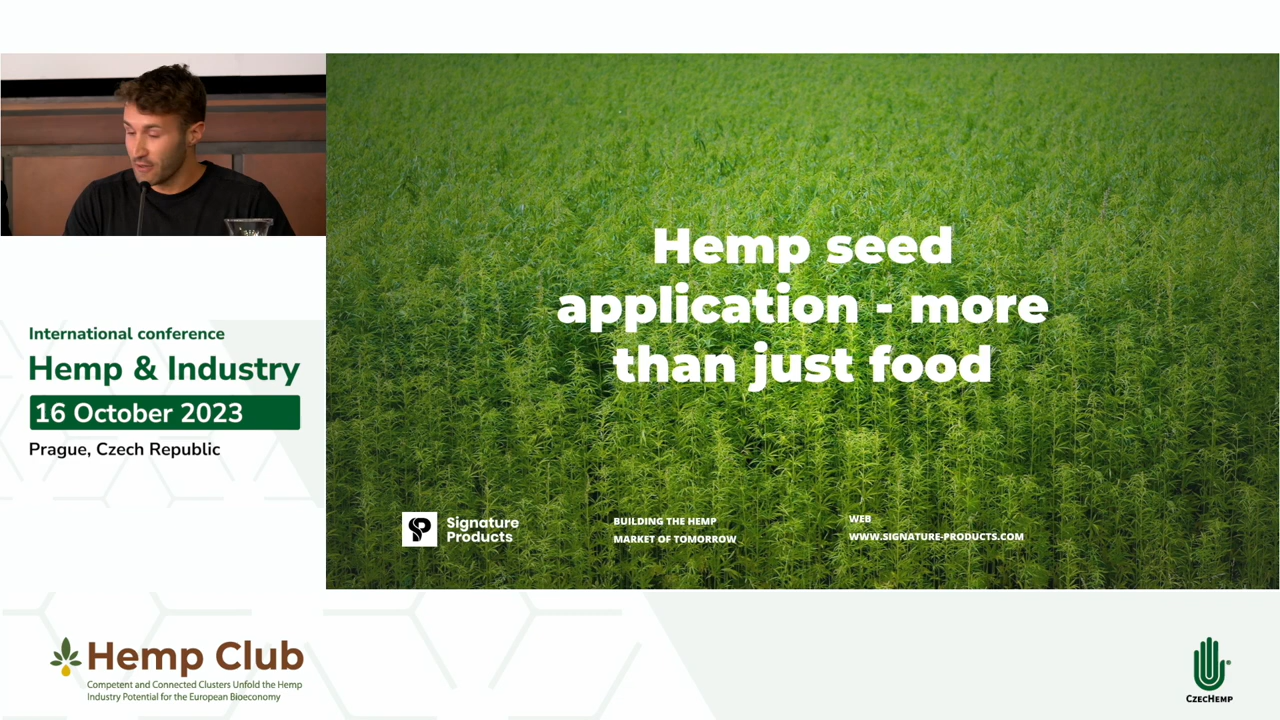 International conference
Hemp & Industry
16 October 2023
Prague, Czech Republic
Hemp seed
application - more
than just food
Signature
Products
BUILDING THE HEMP
MARKET OF TOMORROW
WEB
WWW.SIGNATURE-PRODUCTS.COM
Hemp Club
Competent and Connected Clusters Unfold the Hemp
Industry Potential for the European Bioeconomy
CZECHEMP